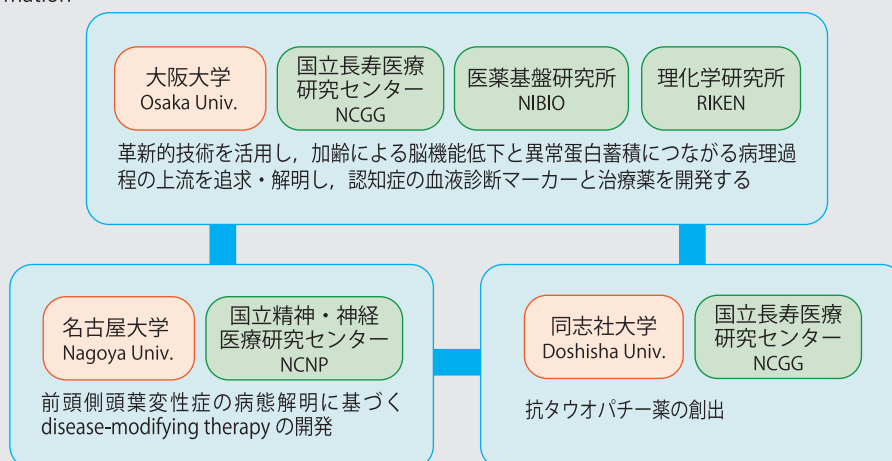 大阪大学
Osaka Univ.
国立長寿医療
研究センター
NCGG
医薬基盤研究所
NIBIO
理化学研究所
RIKEN
革新的技術を活用し，加齢による脳機能低下と異常蛋白蓄積につながる病理過
程の上流を追求・解明し，認知症の血液診断マーカーと治療薬を開発する
名古屋大学
Nagoya Univ.
国立精神・神経
医療研究センター
NCNP
前頭側頭葉変性症の病態解明に基づく
disease-modifying therapy の開発
同志社大学
Doshisha Univ.
国立長寿医療
研究センター
NCGG
抗タウオパチー薬の創出